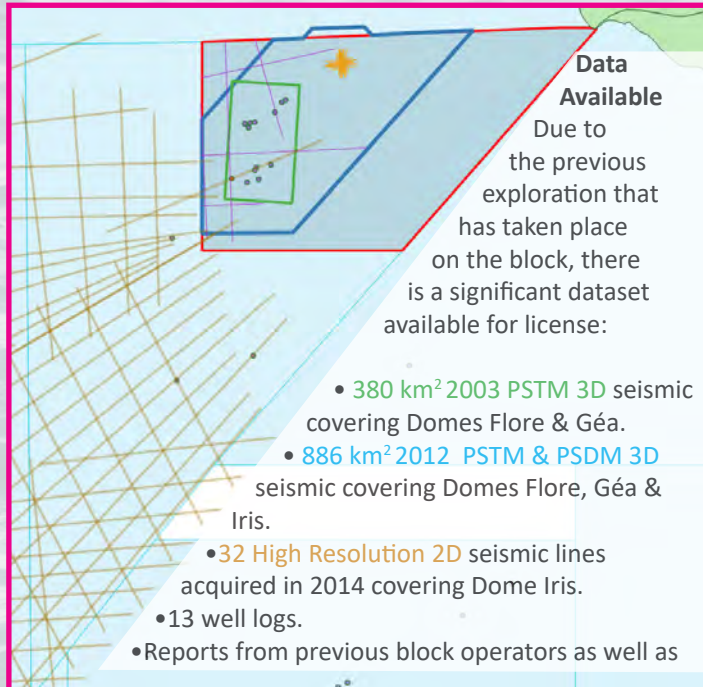 Data
Available
Due to
the previous
exploration that
has taken place
on the block, there
is a significant dataset
available for license:
• 380 km² 2003 PSTM 3D seismic
covering Domes Flore & Géa.
• 886 km² 2012 PSTM & PSDM 3D
seismic covering Domes Flore, Géa &
Iris.
•32 High Resolution 2D seismic lines
acquired in 2014 covering Dome Iris.
•13 well logs.
•Reports from previous block operators as well as